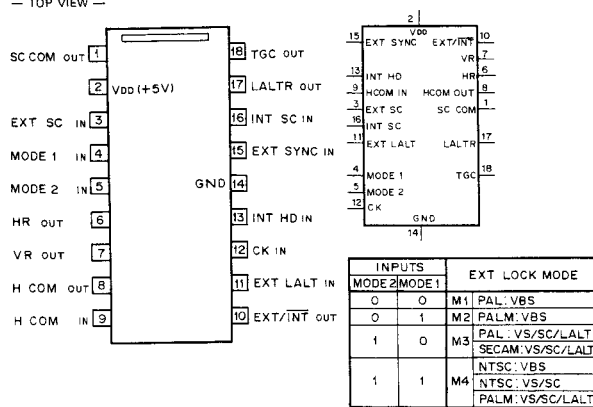 — TOP VIEW —
SC COM OUT 1
18 TGC OUT
2 VDD (+5V)
17 LALTR OUT
EXT SC IN 3
16 INT SC IN
MODE 1 IN 4
15 EXT SYNC IN
MODE 2 IN 5
GND 14
HR OUT 6
13 INT HD IN
VR OUT 7
12 CK IN
H COM OUT 8
11 EXT LALT IN
H COM IN 9
10 EXT/INT OUT
2
VDD
15 EXT SYNC EXT/INT 10
VR 7
13 INT HD HR 6
9 HCOM IN HCOM OUT 8
3 EXT SC SC COM 1
16 INT SC
11 EXT LALT LALTR 17
4 MODE 1 TGC 18
5 MODE 2
12 CK
GND
14
INPUTS EXT LOCK MODE
MODE 2 MODE 1
0 0 M1 PAL:VBS
0 1 M2 PALM:VBS
1 0 M3 PAL:VS/SC/LALT
SECAM:VS/SC/LALT
1 1 M4 NTSC:VBS
NTSC:VS/SC
PALM:VS/SC/LALT